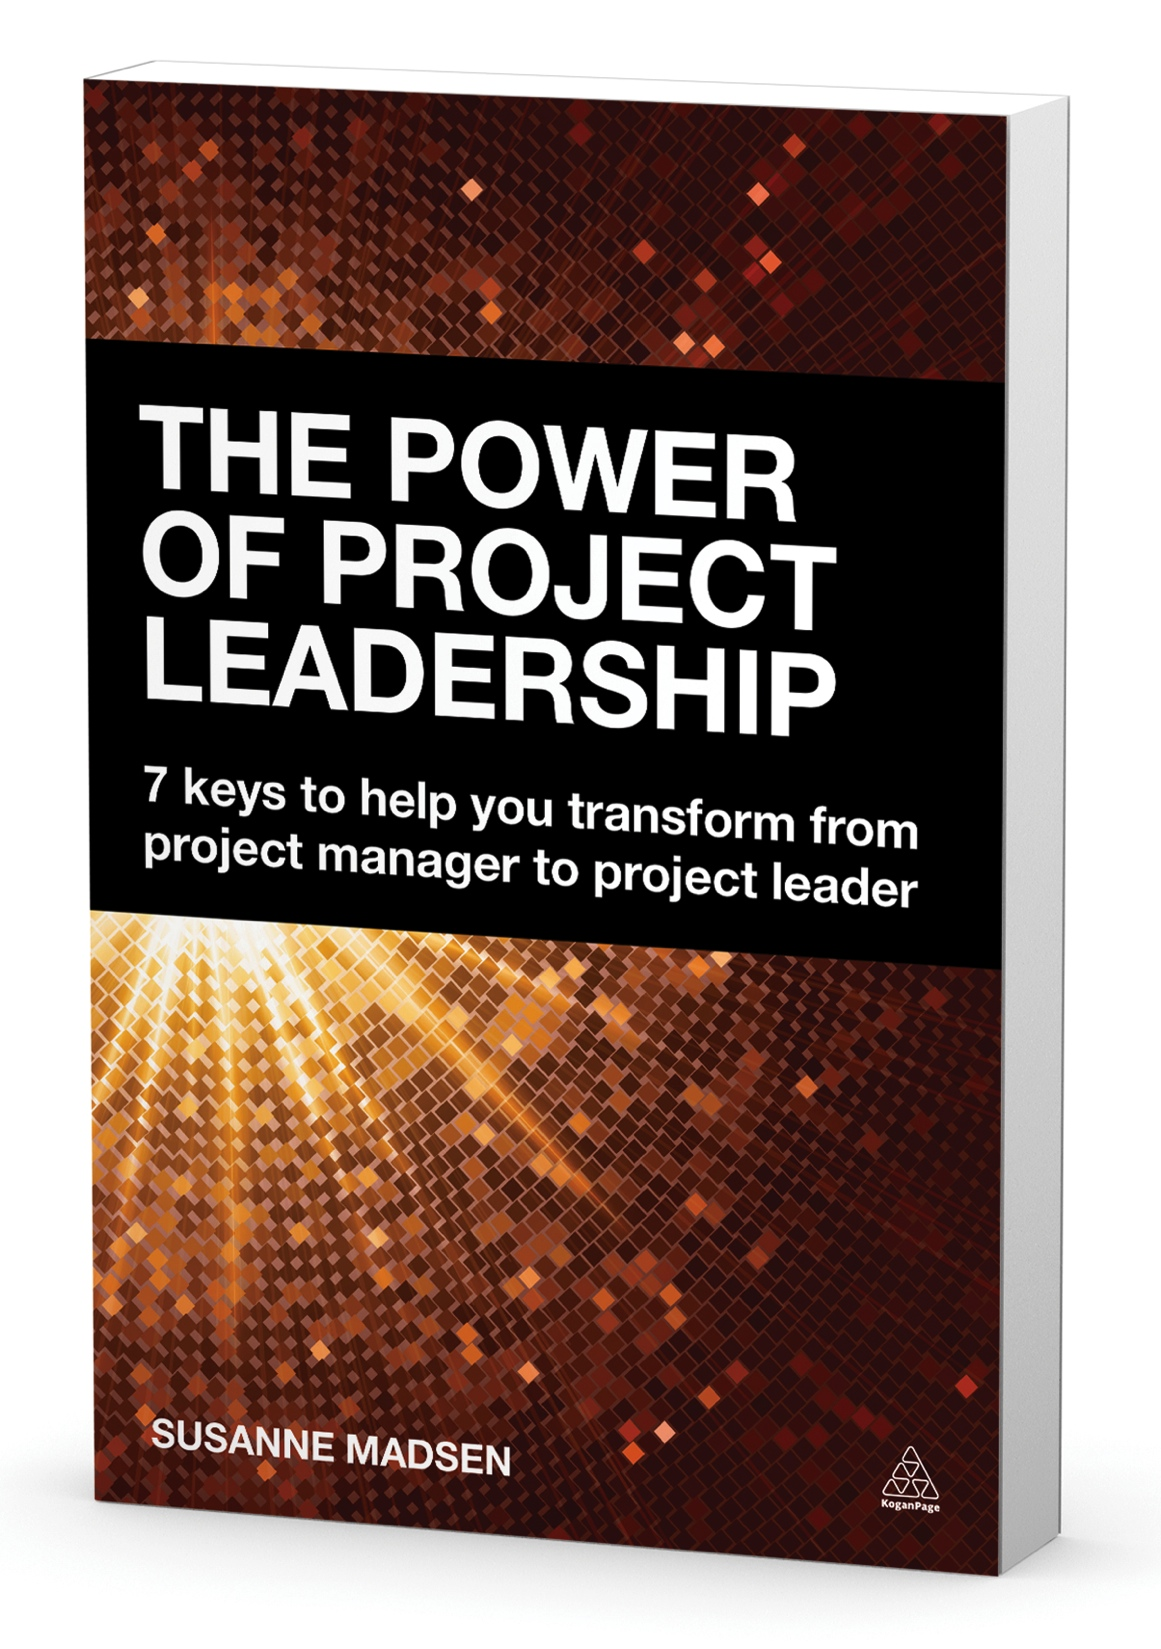 THE POWER
OF PROJECT
LEADERSHIP
7 keys to help you transform from
project manager to project leader
SUSANNE MADSEN
KoganPage